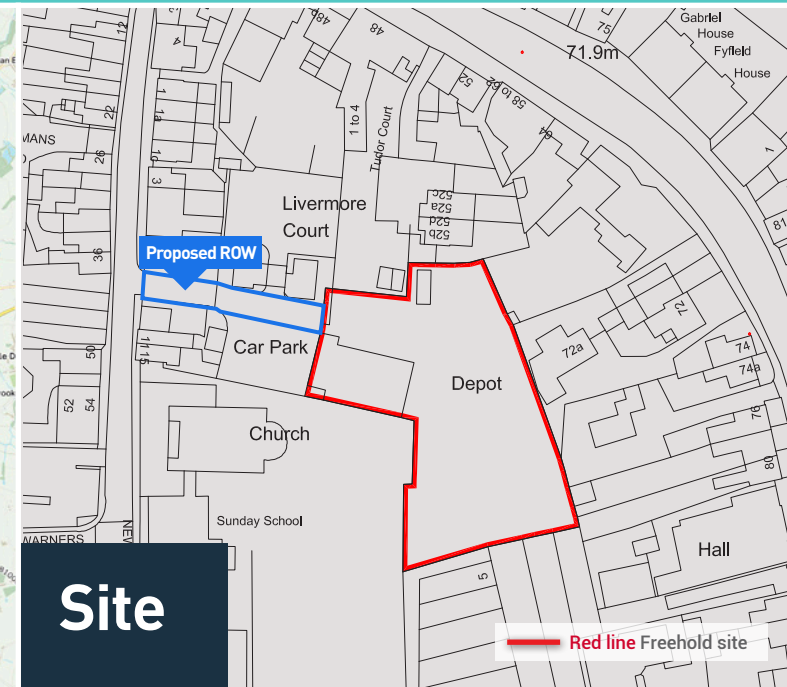 12
22
26
36
50
52
54
MANS
4
1
1a
1c
3
11
15
48b
48
1 to 4
Tudor Court
52
58 to 62
64
75
71.9m
Gabriel
House
Fyfield
House
1
81
Livermore
Court
52c
52a
52d
52b
Proposed ROW
Car Park
Depot
72
72a
74
74a
76
80
Church
Sunday School
5
Hall
WARNERS
NEW
Site
Red line Freehold site